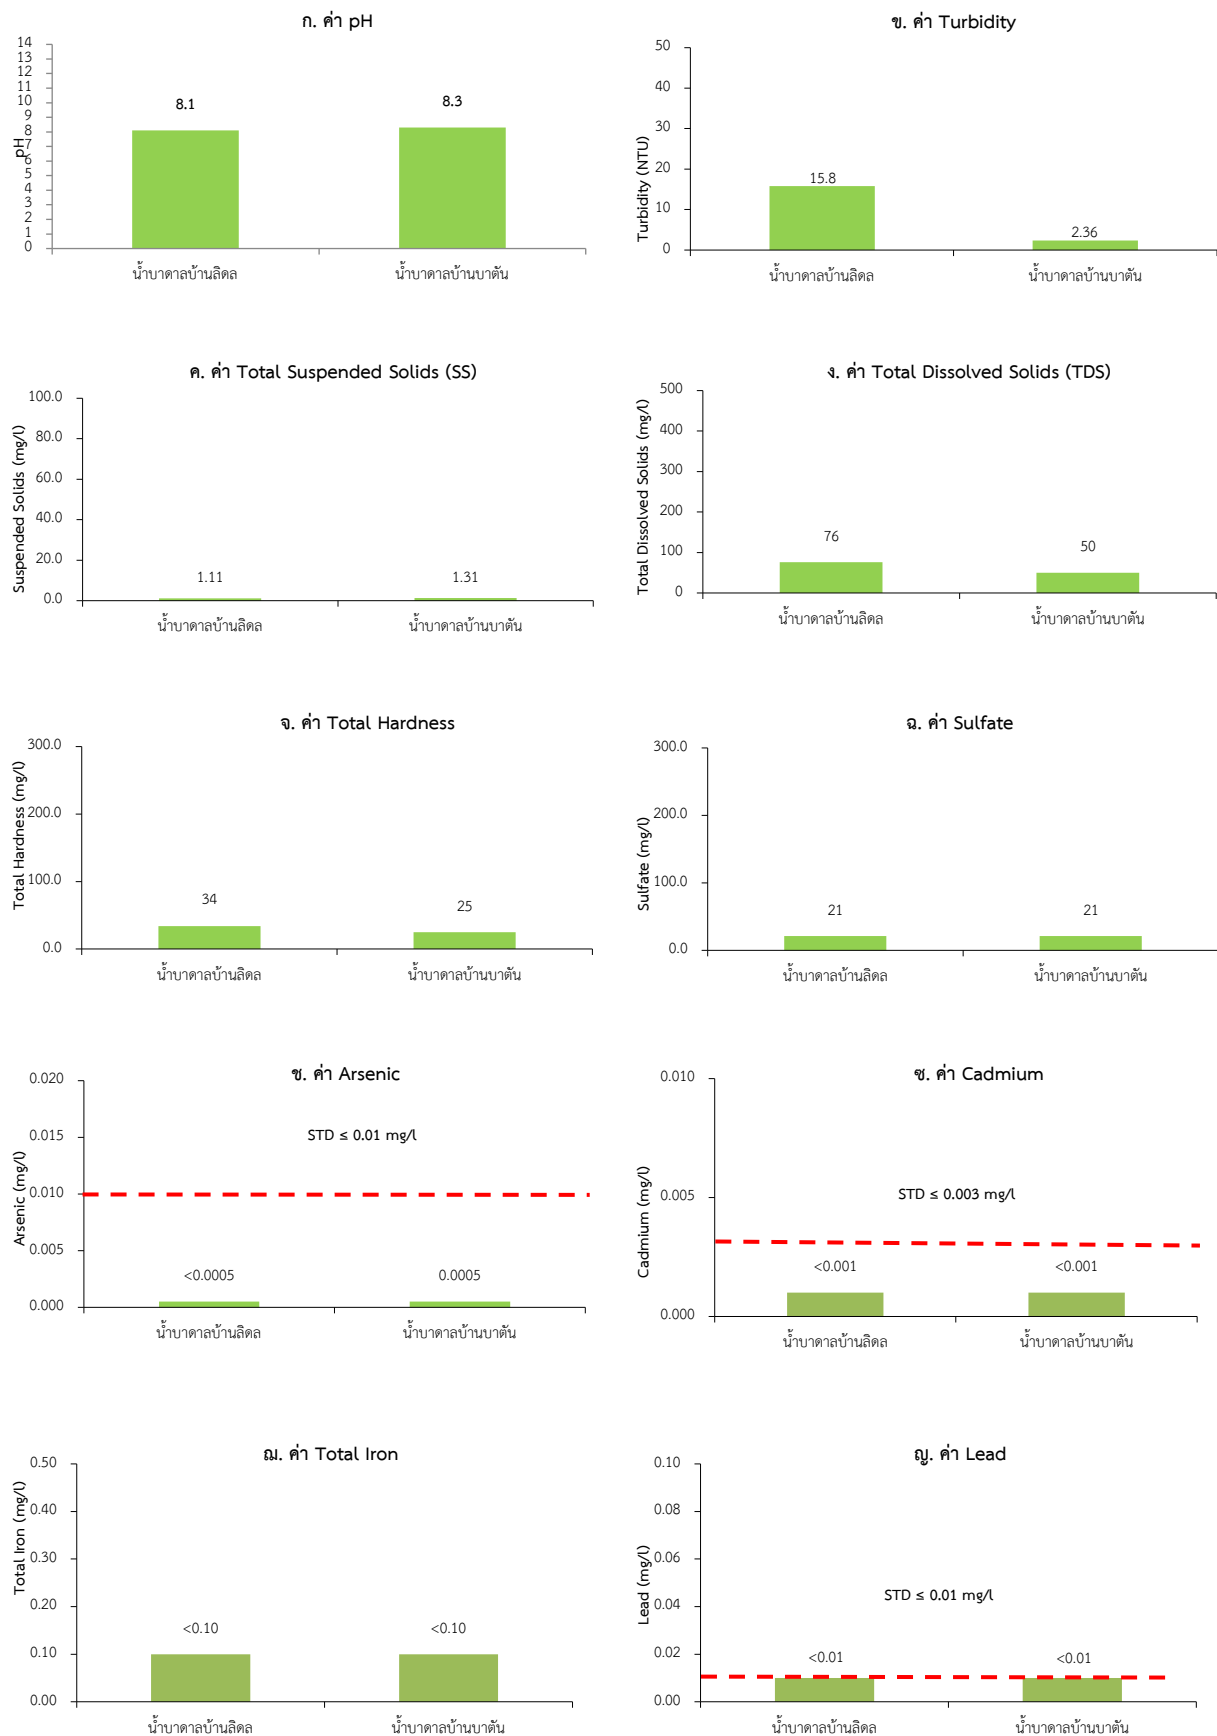 ก. ค่า pH
14
13
12
11
10
9
8
7
6
5
4
3
2
1
0
pH
8.1
8.3
น้ำบาดาลบ้านลิดล
น้ำบาดาลบ้านบาตัน
ข. ค่า Turbidity
50
40
30
20
10
0
Turbidity (NTU)
15.8
2.36
น้ำบาดาลบ้านลิดล
น้ำบาดาลบ้านบาตัน
ค. ค่า Total Suspended Solids (SS)
100.0
80.0
60.0
40.0
20.0
0.0
Suspended Solids (mg/l)
1.11
1.31
น้ำบาดาลบ้านลิดล
น้ำบาดาลบ้านบาตัน
ง. ค่า Total Dissolved Solids (TDS)
500
400
300
200
100
0
Total Dissolved Solids (mg/l)
76
50
น้ำบาดาลบ้านลิดล
น้ำบาดาลบ้านบาตัน
จ. ค่า Total Hardness
300.0
200.0
100.0
0.0
Total Hardness (mg/l)
34
25
น้ำบาดาลบ้านลิดล
น้ำบาดาลบ้านบาตัน
ฉ. ค่า Sulfate
300.0
200.0
100.0
0.0
Sulfate (mg/l)
21
21
น้ำบาดาลบ้านลิดล
น้ำบาดาลบ้านบาตัน
ช. ค่า Arsenic
0.020
0.015
0.010
0.005
0.000
Arsenic (mg/l)
STD ≤ 0.01 mg/l
<0.0005
0.0005
น้ำบาดาลบ้านลิดล
น้ำบาดาลบ้านบาตัน
ซ. ค่า Cadmium
0.010
0.005
0.000
Cadmium (mg/l)
STD ≤ 0.003 mg/l
<0.001
<0.001
น้ำบาดาลบ้านลิดล
น้ำบาดาลบ้านบาตัน
ฌ. ค่า Total Iron
0.50
0.40
0.30
0.20
0.10
0.00
Total Iron (mg/l)
<0.10
<0.10
น้ำบาดาลบ้านลิดล
น้ำบาดาลบ้านบาตัน
ญ. ค่า Lead
0.10
0.08
0.06
0.04
0.02
0.00
Lead (mg/l)
STD ≤ 0.01 mg/l
<0.01
<0.01
น้ำบาดาลบ้านลิดล
น้ำบาดาลบ้านบาตัน